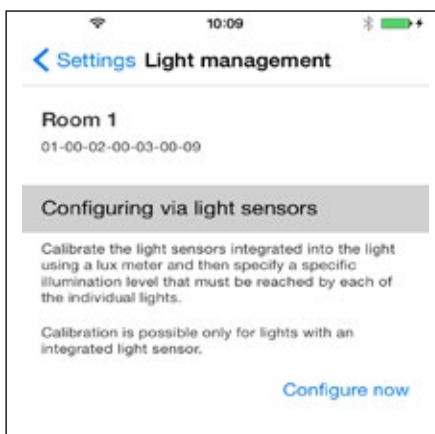 10:09
Settings Light management
Room 1
01-00-02-00-03-00-09
Configuring via light sensors
Calibrate the light sensors integrated into the light
using a lux meter and then specify a specific
illumination level that must be reached by each of
the individual lights.
Calibration is possible only for lights with an
integrated light sensor.
Configure now